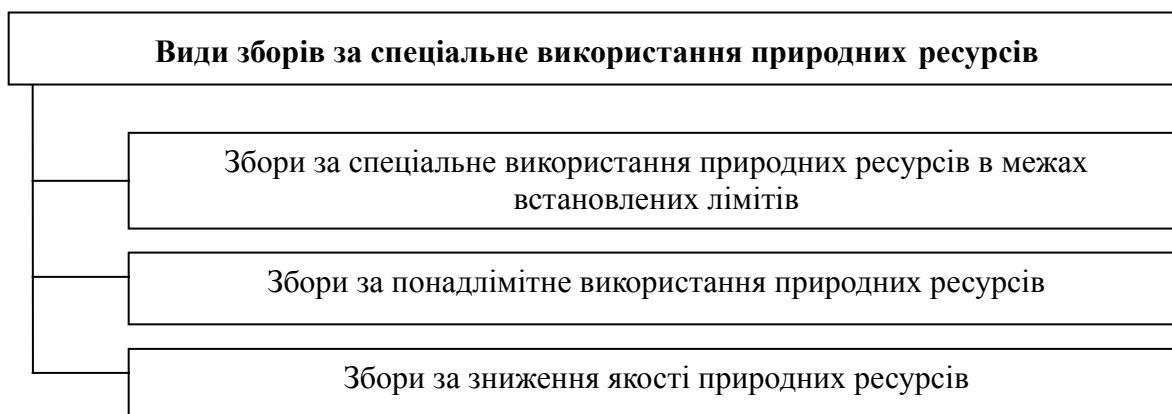 Види зборів за спеціальне використання природних ресурсів
Збори за спеціальне використання природних ресурсів в межах
встановлених лімітів
Збори за понадлімітне використання природних ресурсів
Збори за зниження якості природних ресурсів